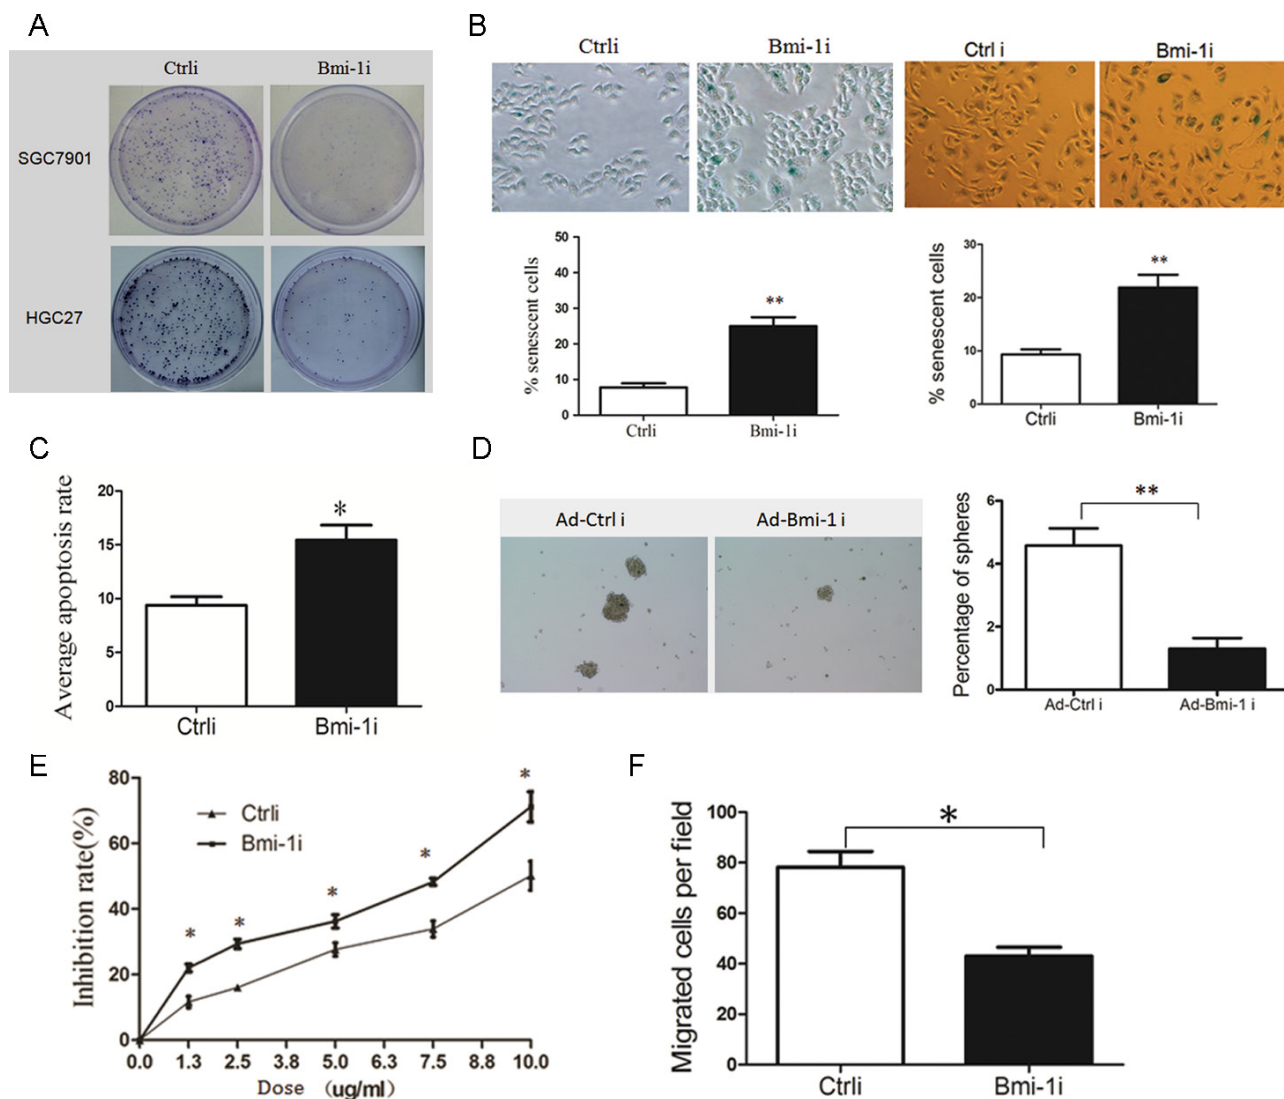 A
Ctrli Bmi-1i
SGC7901
HGC27
B
Ctrli Bmi-1i Ctrl i Bmi-1i
% senescent cells
50
40
30
20
10
0
**
Ctrli Bmi-1i
% senescent cells
30
20
10
0
**
Ctrli Bmi-1i
C
Average apoptosis rate
20
15
10
5
0
*
Ctrli Bmi-1i
D
Ad-Ctrl i Ad-Bmi-1 i
Percentage of spheres
6
4
2
0
**
Ad-Ctrl i Ad-Bmi-1 i
E
Inhibition rate(%)
80
60
40
20
0
Ctrli
Bmi-1i
* * * * *
0.0 1.3 2.5 3.8 5.0 6.3 7.5 8.8 10.0
Dose (ug/ml)
F
Migrated cells per field
100
80
60
40
20
0
*
Ctrli Bmi-1i